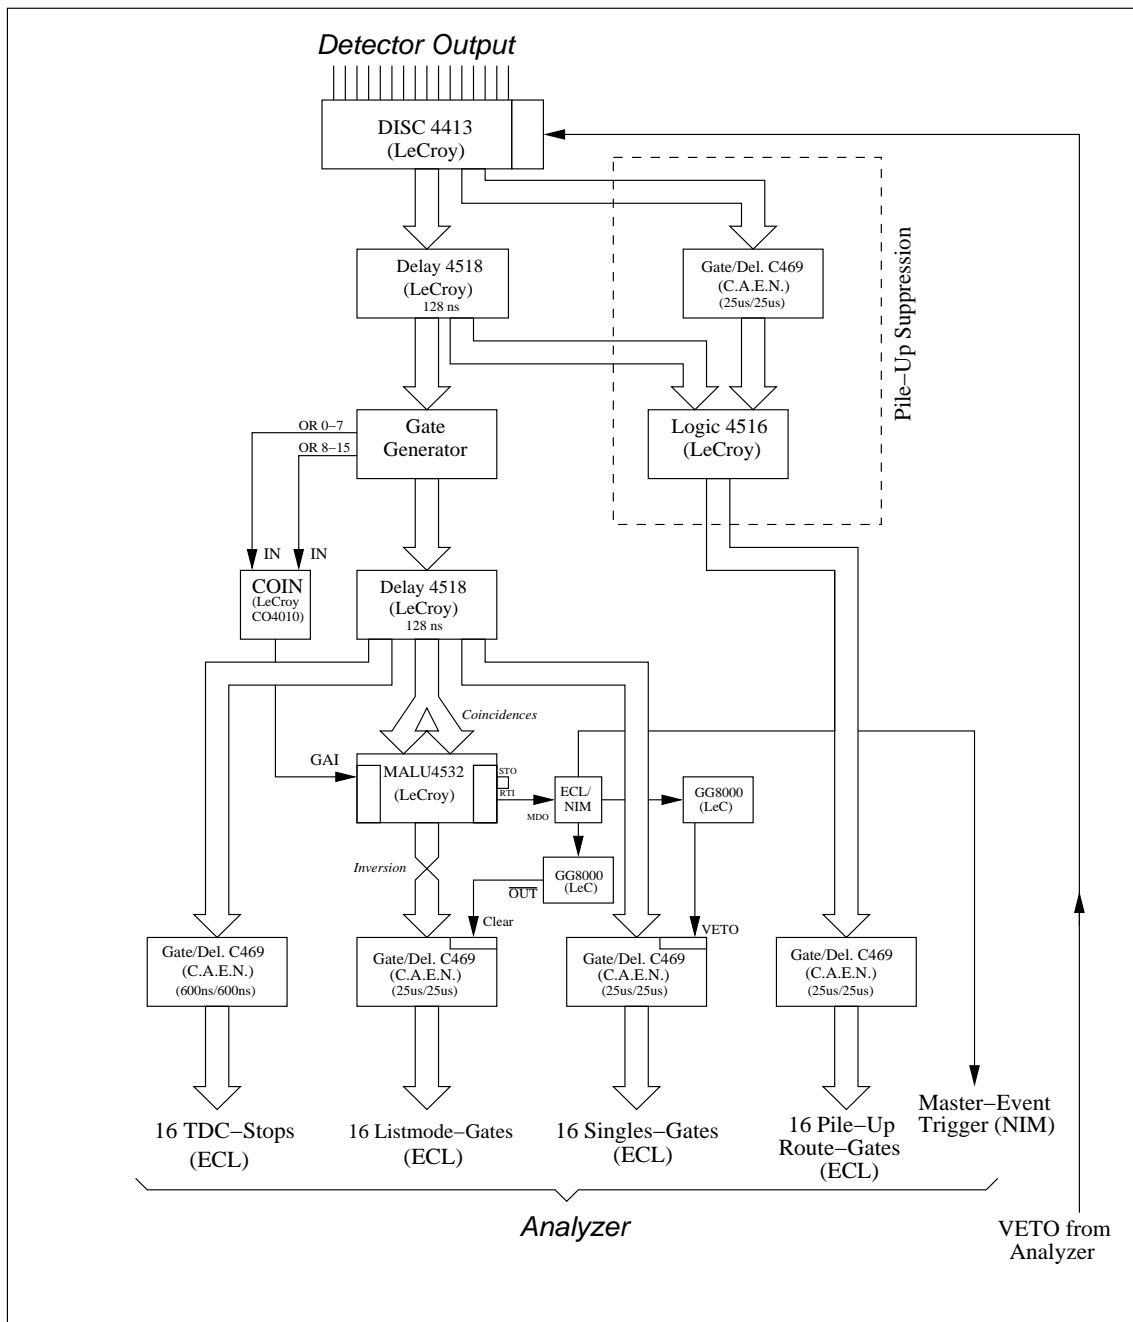 Detector Output
DISC 4413
(LeCroy)
Delay 4518
(LeCroy)
128 ns
Gate/Del. C469
(C.A.E.N.)
(25us/25us)
Pile–Up Suppression
OR 0–7
OR 8–15
Gate
Generator
Logic 4516
(LeCroy)
IN
IN
COIN
(LeCroy
CO4010)
Delay 4518
(LeCroy)
128 ns
Coincidences
GAI
MALU4532
(LeCroy)
STO
RTI
MDO
ECL/
NIM
GG8000
(LeC)
Inversion
GG8000
(LeC)
OUT
Clear
VETO
Gate/Del. C469
(C.A.E.N.)
(600ns/600ns)
Gate/Del. C469
(C.A.E.N.)
(25us/25us)
Gate/Del. C469
(C.A.E.N.)
(25us/25us)
Gate/Del. C469
(C.A.E.N.)
(25us/25us)
16 TDC–Stops
(ECL)
16 Listmode–Gates
(ECL)
16 Singles–Gates
(ECL)
16 Pile–Up
Route–Gates
(ECL)
Master–Event
Trigger (NIM)
Analyzer
VETO from
Analyzer